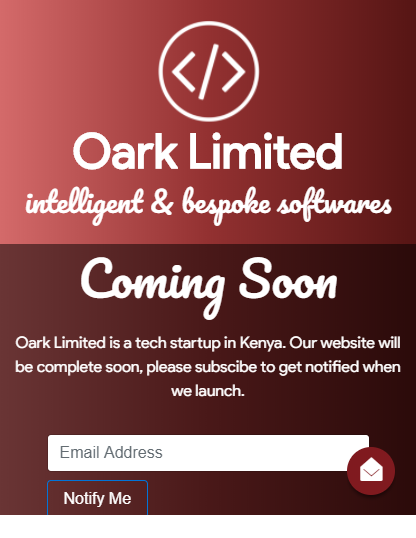 </>
Oark Limited
intelligent & bespoke softwares
Coming Soon
Oark Limited is a tech startup in Kenya. Our website will
be complete soon, please subscibe to get notified when
we launch.
Email Address
Notify Me